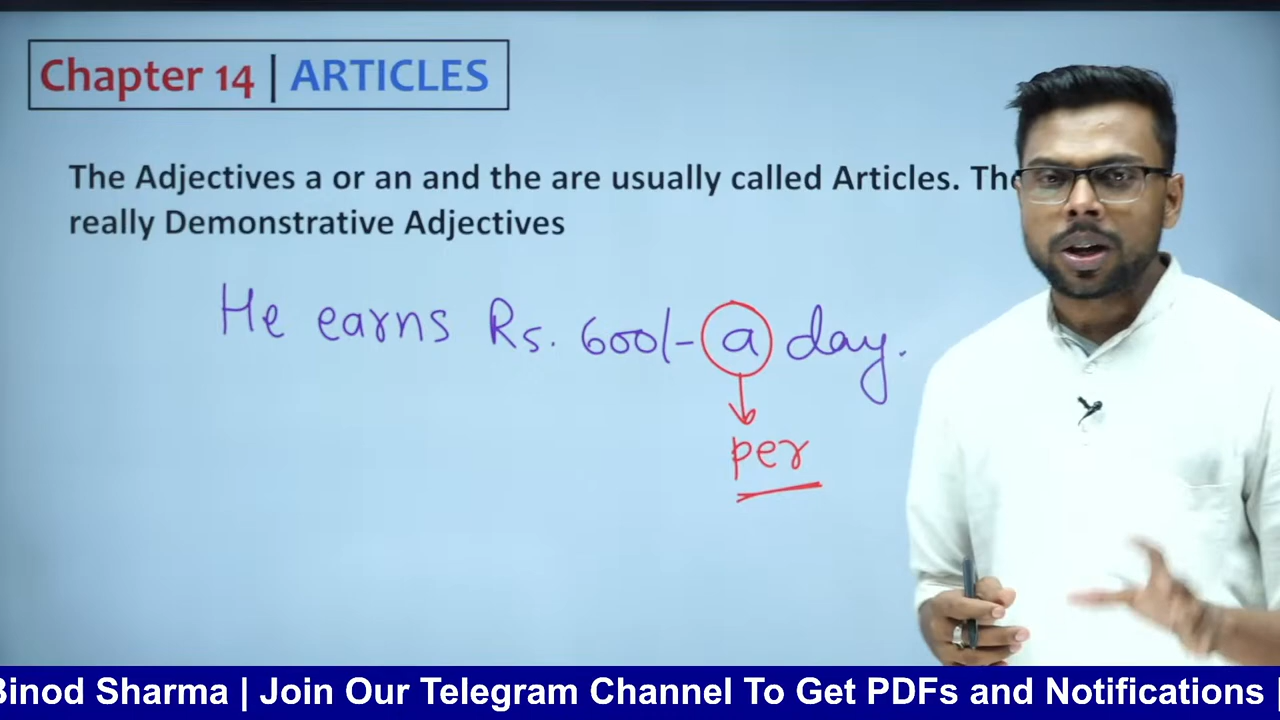 Chapter 14 | ARTICLES
The Adjectives a or an and the are usually called Articles. The
really Demonstrative Adjectives
He earns Rs. 600/- a day.
per
Binod Sharma | Join Our Telegram Channel To Get PDFs and Notifications |